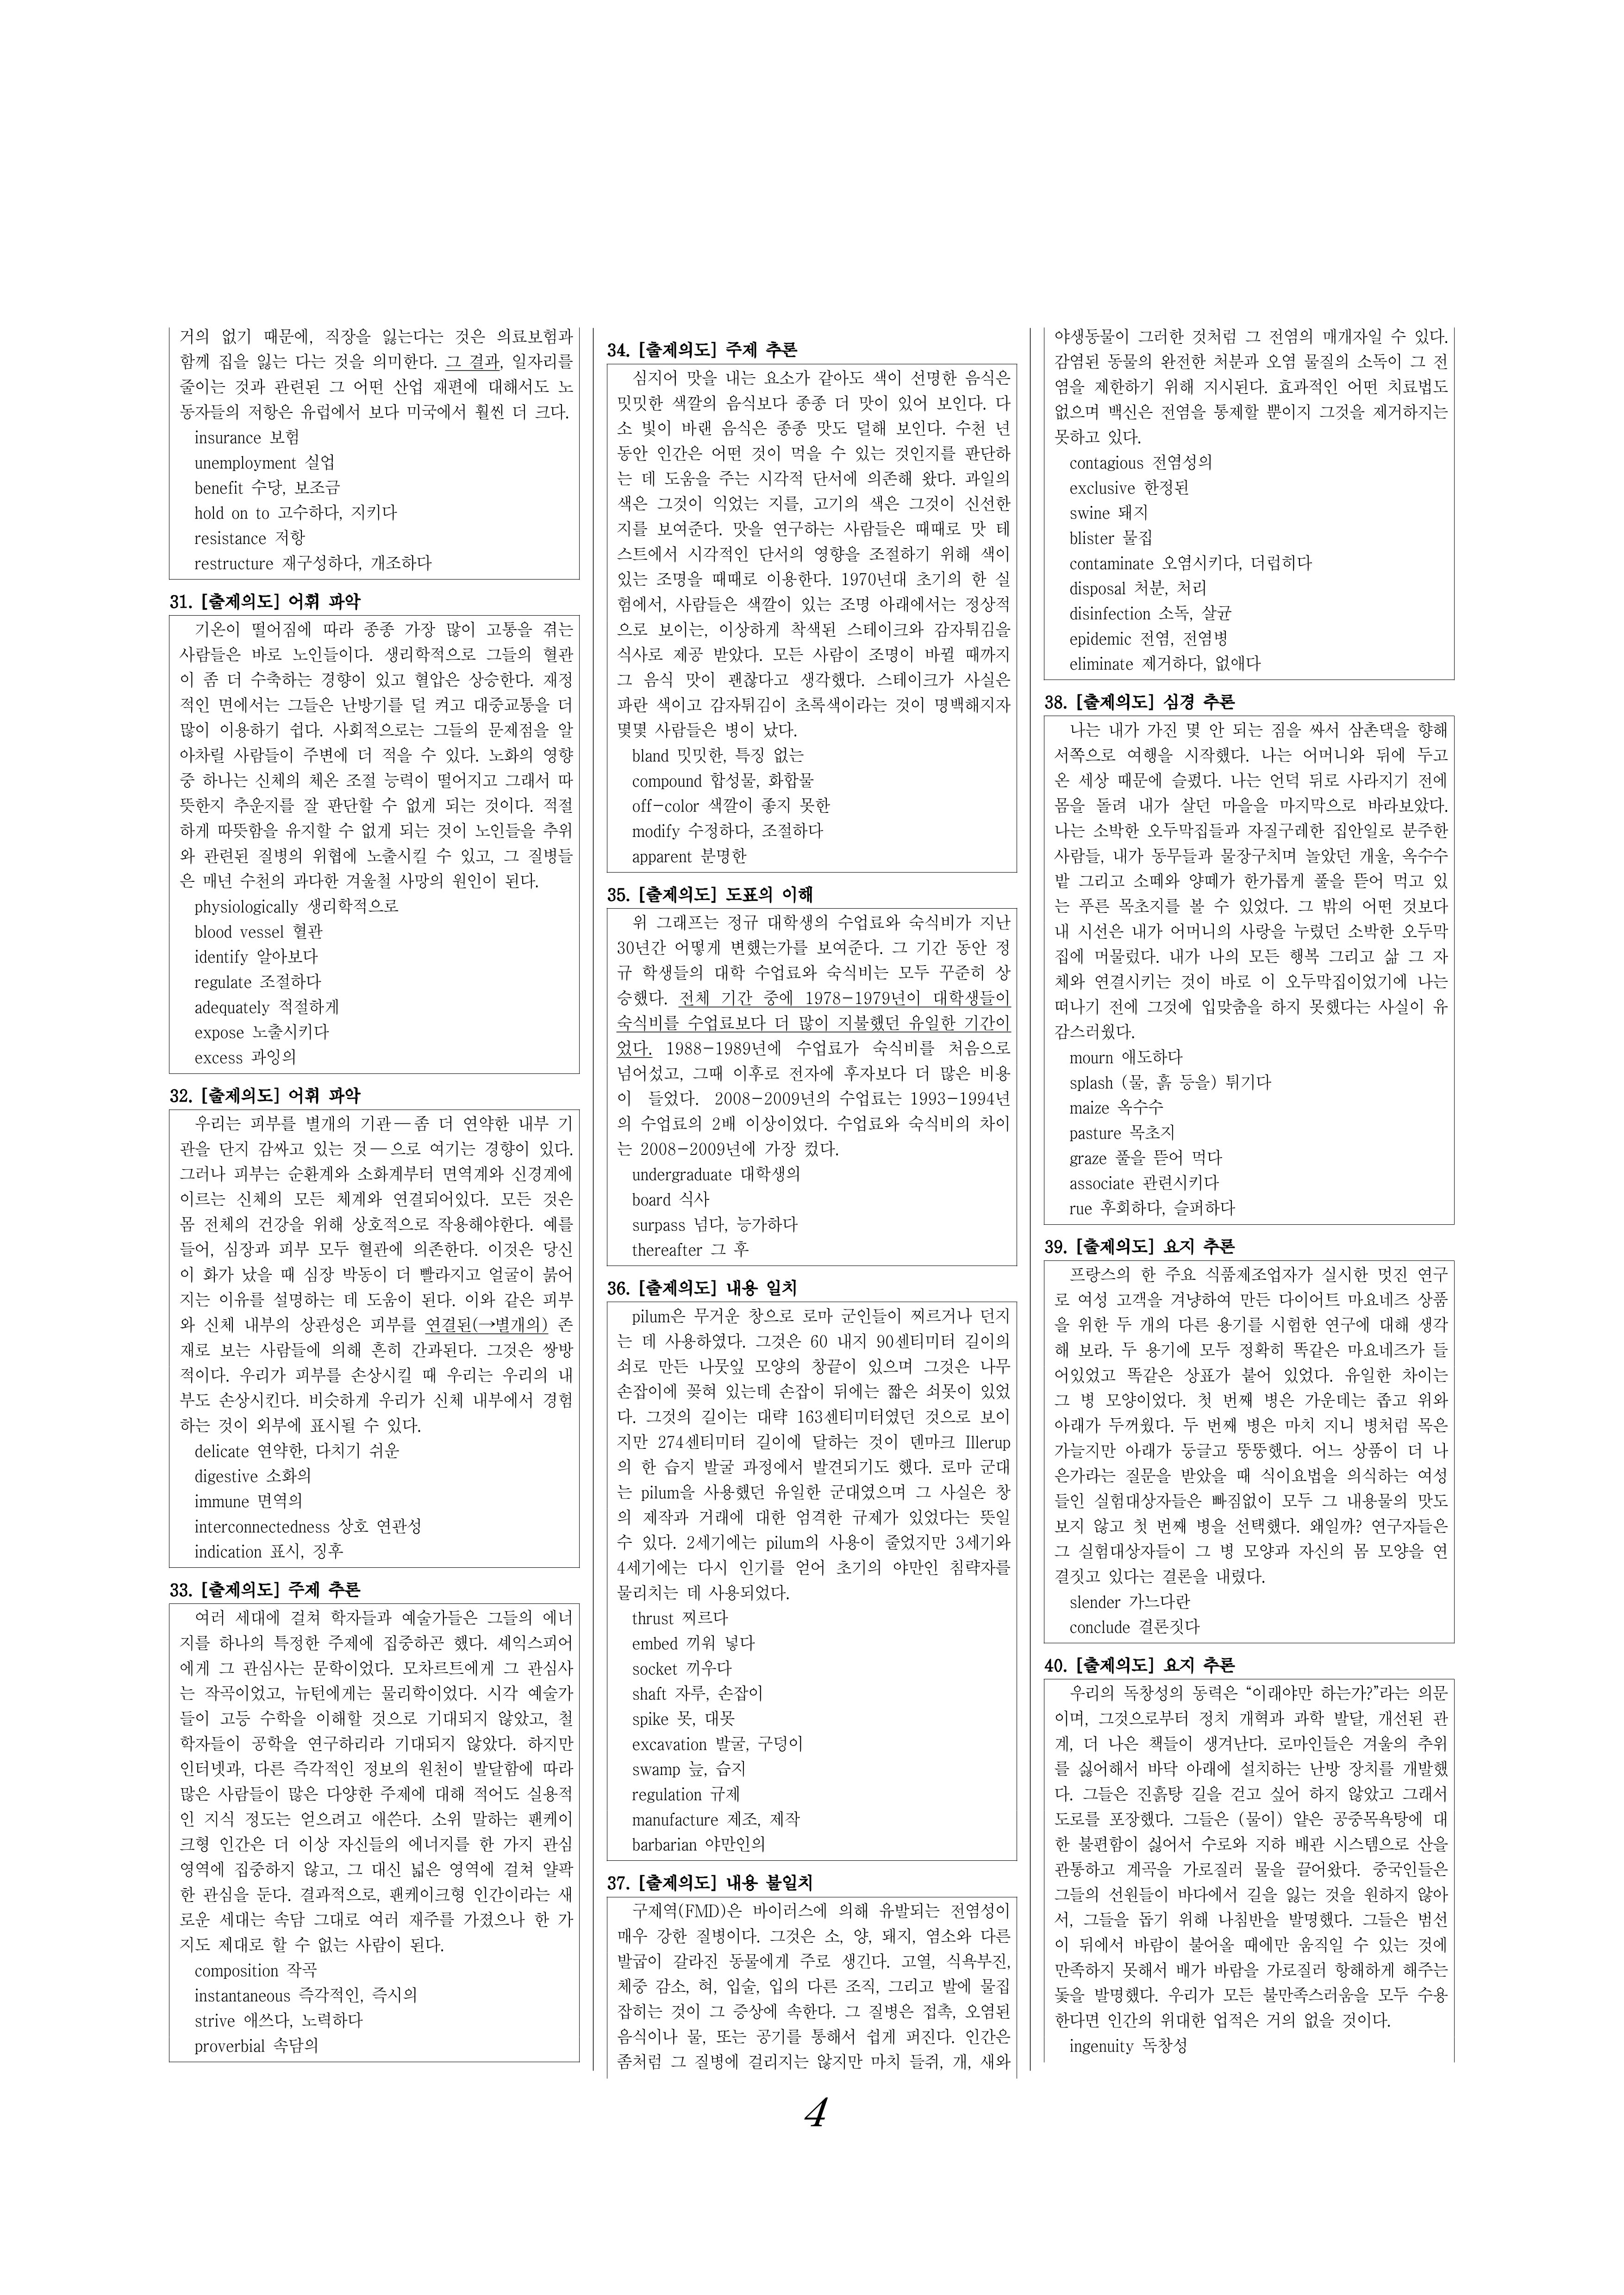 거의 없기 때문에, 직장을 잃는다는 것은 의료보험과
함께 집을 잃는 다는 것을 의미한다. 그 결과, 일자리를
줄이는 것과 관련된 그 어떤 산업 재편에 대해서도 노
동자들의 저항은 유럽에서 보다 미국에서 훨씬 더 크다.
insurance 보험
unemployment 실업
benefit 수당, 보조금
hold on to 고수하다, 지키다
resistance 저항
restructure 재구성하다, 개조하다
31. [출제의도] 어휘 파악
기온이 떨어짐에 따라 종종 가장 많이 고통을 겪는
사람들은 바로 노인들이다. 생리학적으로 그들의 혈관
이 좀 더 수축하는 경향이 있고 혈압은 상승한다. 재정
적인 면에서는 그들은 난방기를 덜 켜고 대중교통을 더
많이 이용하기 쉽다. 사회적으로는 그들의 문제점을 알
아차릴 사람들이 주변에 더 적을 수 있다. 노화의 영향
중 하나는 신체의 체온 조절 능력이 떨어지고 그래서 따
뜻한지 추운지를 잘 판단할 수 없게 되는 것이다. 적절
하게 따뜻함을 유지할 수 없게 되는 것이 노인들을 추위
와 관련된 질병의 위협에 노출시킬 수 있고, 그 질병들
은 매년 수천의 과다한 겨울철 사망의 원인이 된다.
physiologically 생리학적으로
blood vessel 혈관
identify 알아보다
regulate 조절하다
adequately 적절하게
expose 노출시키다
excess 과잉의
32. [출제의도] 어휘 파악
우리는 피부를 별개의 기관―좀 더 연약한 내부 기
관을 단지 감싸고 있는 것―으로 여기는 경향이 있다.
그러나 피부는 순환계와 소화계부터 면역계와 신경계에
이르는 신체의 모든 체계와 연결되어있다. 모든 것은
몸 전체의 건강을 위해 상호적으로 작용해야한다. 예를
들어, 심장과 피부 모두 혈관에 의존한다. 이것은 당신
이 화가 났을 때 심장 박동이 더 빨라지고 얼굴이 붉어
지는 이유를 설명하는 데 도움이 된다. 이와 같은 피부
와 신체 내부의 상관성은 피부를 연결된(→별개의) 존
재로 보는 사람들에 의해 흔히 간과된다. 그것은 쌍방
적이다. 우리가 피부를 손상시킬 때 우리는 우리의 내
부도 손상시킨다. 비슷하게 우리가 신체 내부에서 경험
하는 것이 외부에 표시될 수 있다.
delicate 연약한, 다치기 쉬운
digestive 소화의
immune 면역의
interconnectedness 상호 연관성
indication 표시, 징후
33. [출제의도] 주제 추론
여러 세대에 걸쳐 학자들과 예술가들은 그들의 에너
지를 하나의 특정한 주제에 집중하곤 했다. 셰익스피어
에게 그 관심사는 문학이었다. 모차르트에게 그 관심사
는 작곡이었고, 뉴턴에게는 물리학이었다. 시각 예술가
들이 고등 수학을 이해할 것으로 기대되지 않았고, 철
학자들이 공학을 연구하리라 기대되지 않았다. 하지만
인터넷과, 다른 즉각적인 정보의 원천이 발달함에 따라
많은 사람들이 많은 다양한 주제에 대해 적어도 실용적
인 지식 정도는 얻으려고 애쓴다. 소위 말하는 팬케이
크형 인간은 더 이상 자신들의 에너지를 한 가지 관심
영역에 집중하지 않고, 그 대신 넓은 영역에 걸쳐 얄팍
한 관심을 둔다. 결과적으로, 팬케이크형 인간이라는 새
로운 세대는 속담 그대로 여러 재주를 가졌으나 한 가
지도 제대로 할 수 없는 사람이 된다.
composition 작곡
instantaneous 즉각적인, 즉시의
strive 애쓰다, 노력하다
proverbial 속담의
34. [출제의도] 주제 추론
심지어 맛을 내는 요소가 같아도 색이 선명한 음식은
밋밋한 색깔의 음식보다 종종 더 맛이 있어 보인다. 다
소 빛이 바랜 음식은 종종 맛도 덜해 보인다. 수천 년
동안 인간은 어떤 것이 먹을 수 있는 것인지를 판단하
는 데 도움을 주는 시각적 단서에 의존해 왔다. 과일의
색은 그것이 익었는 지를, 고기의 색은 그것이 신선한
지를 보여준다. 맛을 연구하는 사람들은 때때로 맛 테
스트에서 시각적인 단서의 영향을 조절하기 위해 색이
있는 조명을 때때로 이용한다. 1970년대 초기의 한 실
험에서, 사람들은 색깔이 있는 조명 아래에서는 정상적
으로 보이는, 이상하게 착색된 스테이크와 감자튀김을
식사로 제공 받았다. 모든 사람이 조명이 바뀔 때까지
그 음식 맛이 괜찮다고 생각했다. 스테이크가 사실은
파란 색이고 감자튀김이 초록색이라는 것이 명백해지자
몇몇 사람들은 병이 났다.
bland 밋밋한, 특징 없는
compound 합성물, 화합물
off-color 색깔이 좋지 못한
modify 수정하다, 조절하다
apparent 분명한
35. [출제의도] 도표의 이해
위 그래프는 정규 대학생의 수업료와 숙식비가 지난
30년간 어떻게 변했는가를 보여준다. 그 기간 동안 정
규 학생들의 대학 수업료와 숙식비는 모두 꾸준히 상
승했다. 전체 기간 중에 1978-1979년이 대학생들이
숙식비를 수업료보다 더 많이 지불했던 유일한 기간이
었다. 1988-1989년에 수업료가 숙식비를 처음으로
넘어섰고, 그때 이후로 전자에 후자보다 더 많은 비용
이 들었다. 2008-2009년의 수업료는 1993-1994년
의 수업료의 2배 이상이었다. 수업료와 숙식비의 차이
는 2008-2009년에 가장 컸다.
undergraduate 대학생의
board 식사
surpass 넘다, 능가하다
thereafter 그 후
36. [출제의도] 내용 일치
pilum은 무거운 창으로 로마 군인들이 찌르거나 던지
는 데 사용하였다. 그것은 60 내지 90센티미터 길이의
쇠로 만든 나뭇잎 모양의 창끝이 있으며 그것은 나무
손잡이에 꽂혀 있는데 손잡이 뒤에는 짧은 쇠못이 있었
다. 그것의 길이는 대략 163센티미터였던 것으로 보이
지만 274센티미터 길이에 달하는 것이 덴마크 Illerup
의 한 습지 발굴 과정에서 발견되기도 했다. 로마 군대
는 pilum을 사용했던 유일한 군대였으며 그 사실은 창
의 제작과 거래에 대한 엄격한 규제가 있었다는 뜻일
수 있다. 2세기에는 pilum의 사용이 줄었지만 3세기와
4세기에는 다시 인기를 얻어 초기의 야만인 침략자를
물리치는 데 사용되었다.
thrust 찌르다
embed 끼워 넣다
socket 끼우다
shaft 자루, 손잡이
spike 못, 대못
excavation 발굴, 구덩이
swamp 늪, 습지
regulation 규제
manufacture 제조, 제작
barbarian 야만인의
37. [출제의도] 내용 불일치
구제역(FMD)은 바이러스에 의해 유발되는 전염성이
매우 강한 질병이다. 그것은 소, 양, 돼지, 염소와 다른
발굽이 갈라진 동물에게 주로 생긴다. 고열, 식욕부진,
체중 감소, 혀, 입술, 입의 다른 조직, 그리고 발에 물집
잡히는 것이 그 증상에 속한다. 그 질병은 접촉, 오염된
음식이나 물, 또는 공기를 통해서 쉽게 퍼진다. 인간은
좀처럼 그 질병에 걸리지는 않지만 마치 들쥐, 개, 새와
야생동물이 그러한 것처럼 그 전염의 매개자일 수 있다.
감염된 동물의 완전한 처분과 오염 물질의 소독이 그 전
염을 제한하기 위해 지시된다. 효과적인 어떤 치료법도
없으며 백신은 전염을 통제할 뿐이지 그것을 제거하지는
못하고 있다.
contagious 전염성의
exclusive 한정된
swine 돼지
blister 물집
contaminate 오염시키다, 더럽히다
disposal 처분, 처리
disinfection 소독, 살균
epidemic 전염, 전염병
eliminate 제거하다, 없애다
38. [출제의도] 심경 추론
나는 내가 가진 몇 안 되는 짐을 싸서 삼촌댁을 향해
서쪽으로 여행을 시작했다. 나는 어머니와 뒤에 두고
온 세상 때문에 슬펐다. 나는 언덕 뒤로 사라지기 전에
몸을 돌려 내가 살던 마을을 마지막으로 바라보았다.
나는 소박한 오두막집들과 자질구레한 집안일로 분주한
사람들, 내가 동무들과 물장구치며 놀았던 개울, 옥수수
밭 그리고 소떼와 양떼가 한가롭게 풀을 뜯어 먹고 있
는 푸른 목초지를 볼 수 있었다. 그 밖의 어떤 것보다
내 시선은 내가 어머니의 사랑을 누렸던 소박한 오두막
집에 머물렀다. 내가 나의 모든 행복 그리고 삶 그 자
체와 연결시키는 것이 바로 이 오두막집이었기에 나는
떠나기 전에 그것에 입맞춤을 하지 못했다는 사실이 유
감스러웠다.
mourn 애도하다
splash (물, 흙 등을) 튀기다
maize 옥수수
pasture 목초지
graze 풀을 뜯어 먹다
associate 관련시키다
rue 후회하다, 슬퍼하다
39. [출제의도] 요지 추론
프랑스의 한 주요 식품제조업자가 실시한 멋진 연구
로 여성 고객을 겨냥하여 만든 다이어트 마요네즈 상품
을 위한 두 개의 다른 용기를 시험한 연구에 대해 생각
해 보라. 두 용기에 모두 정확히 똑같은 마요네즈가 들
어있었고 똑같은 상표가 붙어 있었다. 유일한 차이는
그 병 모양이었다. 첫 번째 병은 가운데는 좁고 위와
아래가 두꺼웠다. 두 번째 병은 마치 지니 병처럼 목은
가늘지만 아래가 둥글고 뚱뚱했다. 어느 상품이 더 나
은가라는 질문을 받았을 때 식이요법을 의식하는 여성
들인 실험대상자들은 빠짐없이 모두 그 내용물의 맛도
보지 않고 첫 번째 병을 선택했다. 왜일까? 연구자들은
그 실험대상자들이 그 병 모양과 자신의 몸 모양을 연
결짓고 있다는 결론을 내렸다.
slender 가느다란
conclude 결론짓다
40. [출제의도] 요지 추론
우리의 독창성의 동력은 “이래야만 하는가?”라는 의문
이며, 그것으로부터 정치 개혁과 과학 발달, 개선된 관
계, 더 나은 책들이 생겨난다. 로마인들은 겨울의 추위
를 싫어해서 바닥 아래에 설치하는 난방 장치를 개발했
다. 그들은 진흙탕 길을 걷고 싶어 하지 않았고 그래서
도로를 포장했다. 그들은 (물이) 얕은 공중목욕탕에 대
한 불편함이 싫어서 수로와 지하 배관 시스템으로 산을
관통하고 계곡을 가로질러 물을 끌어왔다. 중국인들은
그들의 선원들이 바다에서 길을 잃는 것을 원하지 않아
서, 그들을 돕기 위해 나침반을 발명했다. 그들은 범선
이 뒤에서 바람이 불어올 때에만 움직일 수 있는 것에
만족하지 못해서 배가 바람을 가로질러 항해하게 해주는
돛을 발명했다. 우리가 모든 불만족스러움을 모두 수용
한다면 인간의 위대한 업적은 거의 없을 것이다.
ingenuity 독창성
4